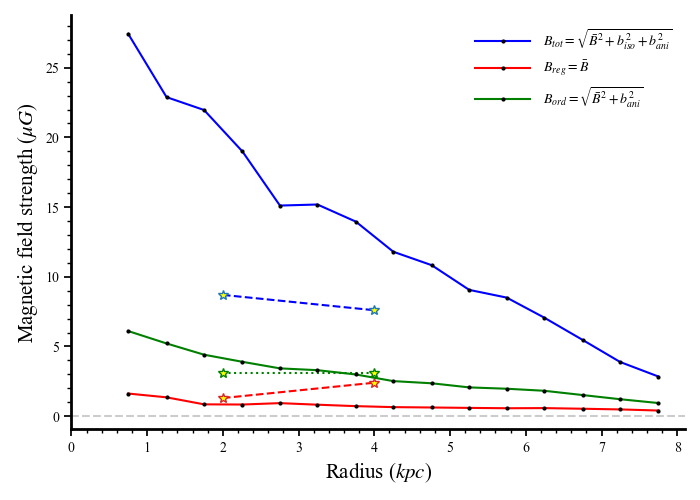 Magnetic field strength (μG)
25
20
15
10
5
0
0 1 2 3 4 5 6 7 8
Radius (kpc)
B_{tot} = \sqrt{\bar{B}^2 + b_{iso}^2 + b_{ani}^2}
B_{reg} = \bar{B}
B_{ord} = \sqrt{\bar{B}^2 + b_{ani}^2}